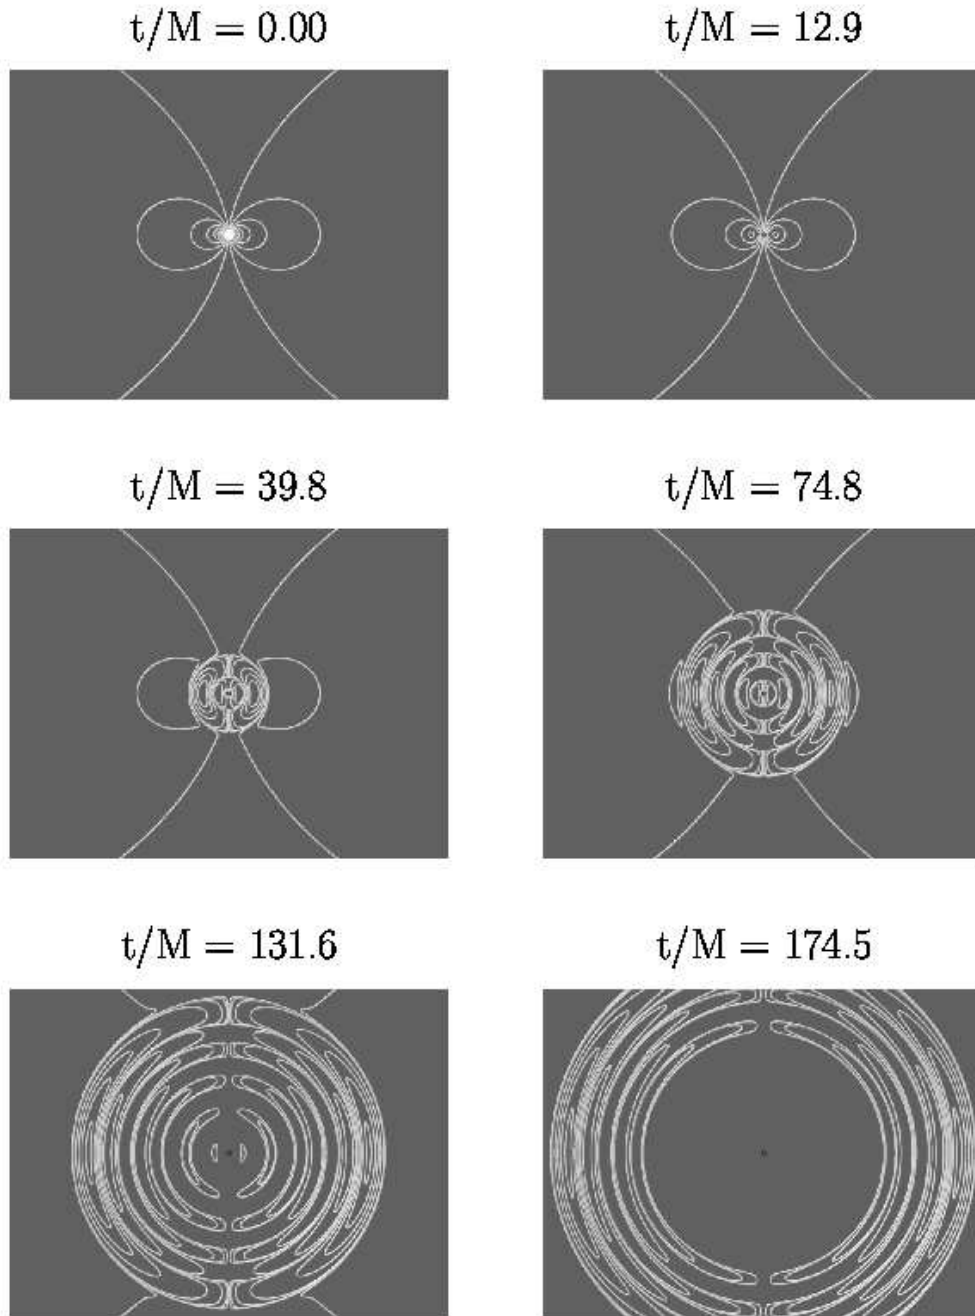 t/M = 0.00
t/M = 12.9
t/M = 39.8
t/M = 74.8
t/M = 131.6
t/M = 174.5